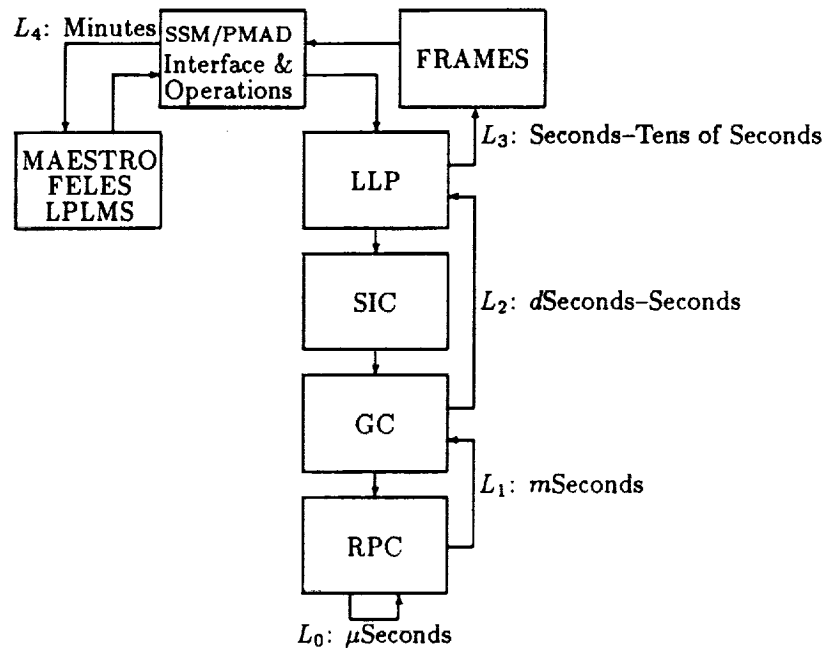 L₄: Minutes
SSM/PMAD
Interface &
Operations
FRAMES
MAESTRO
FELES
LPLMS
L₃: Seconds–Tens of Seconds
LLP
SIC
L₂: dSeconds–Seconds
GC
L₁: mSeconds
RPC
L₀: μSeconds